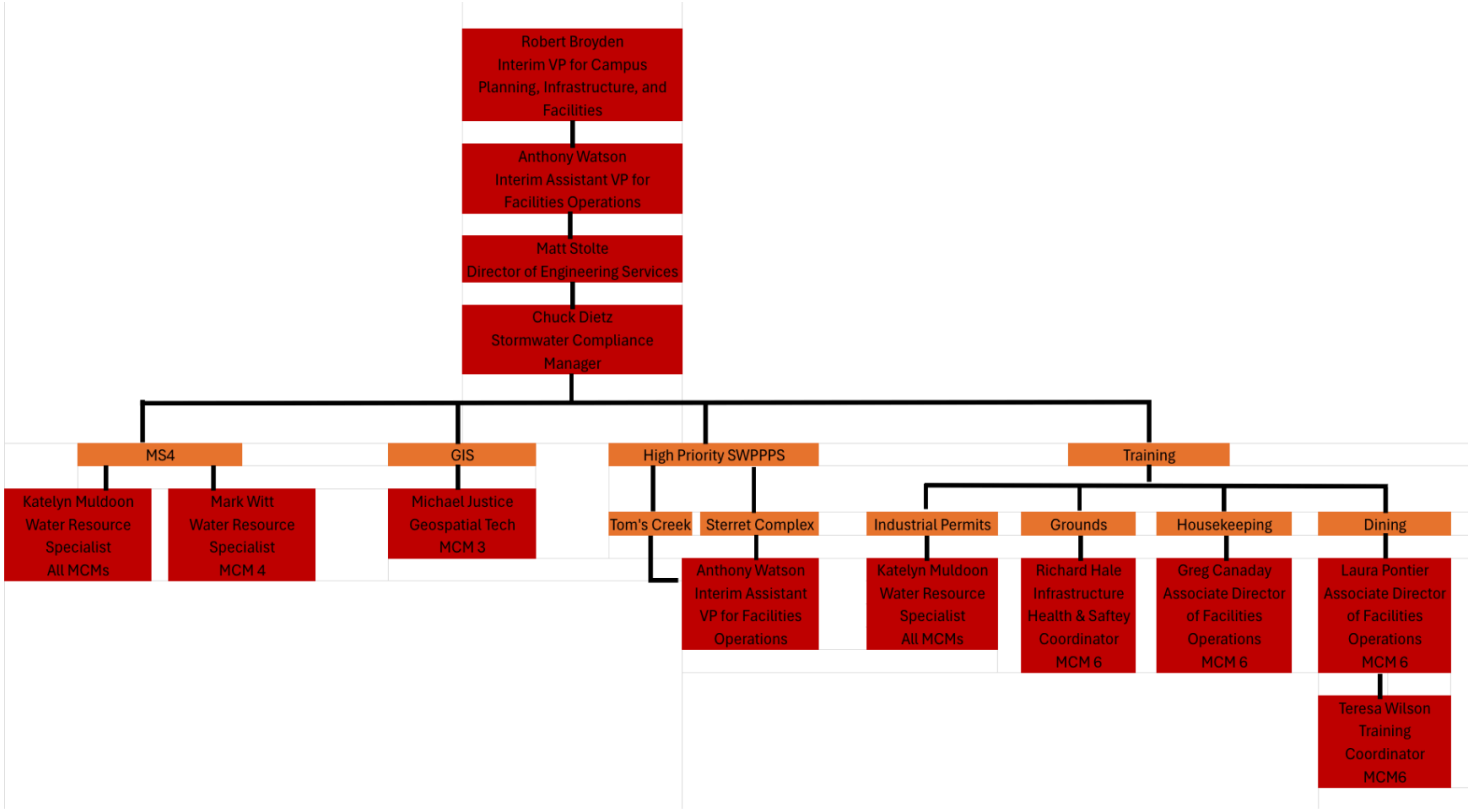 Robert Broyden
Interim VP for Campus
Planning, Infrastructure, and
Facilities
Anthony Watson
Interim Assistant VP for
Facilities Operations
Matt Stolte
Director of Engineering Services
Chuck Dietz
Stormwater Compliance
Manager
MS4
Katelyn Muldoon
Water Resource
Specialist
All MCMs
Mark Witt
Water Resource
Specialist
MCM 4
GIS
Michael Justice
Geospatial Tech
MCM 3
High Priority SWPPPS
Tom's Creek
Sterret Complex
Anthony Watson
Interim Assistant
VP for Facilities
Operations
Training
Industrial Permits
Katelyn Muldoon
Water Resource
Specialist
All MCMs
Grounds
Richard Hale
Infrastructure
Health & Saftey
Coordinator
MCM 6
Housekeeping
Greg Canaday
Associate Director
of Facilities
Operations
MCM 6
Dining
Laura Pontier
Associate Director
of Facilities
Operations
MCM 6
Teresa Wilson
Training
Coordinator
MCM6